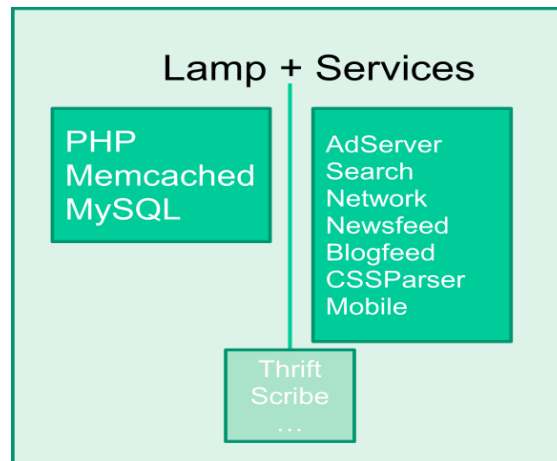 Lamp + Services
PHP
Memcached
MySQL
AdServer
Search
Network
Newsfeed
Blogfeed
CSSParser
Mobile
Thrift
Scribe
…